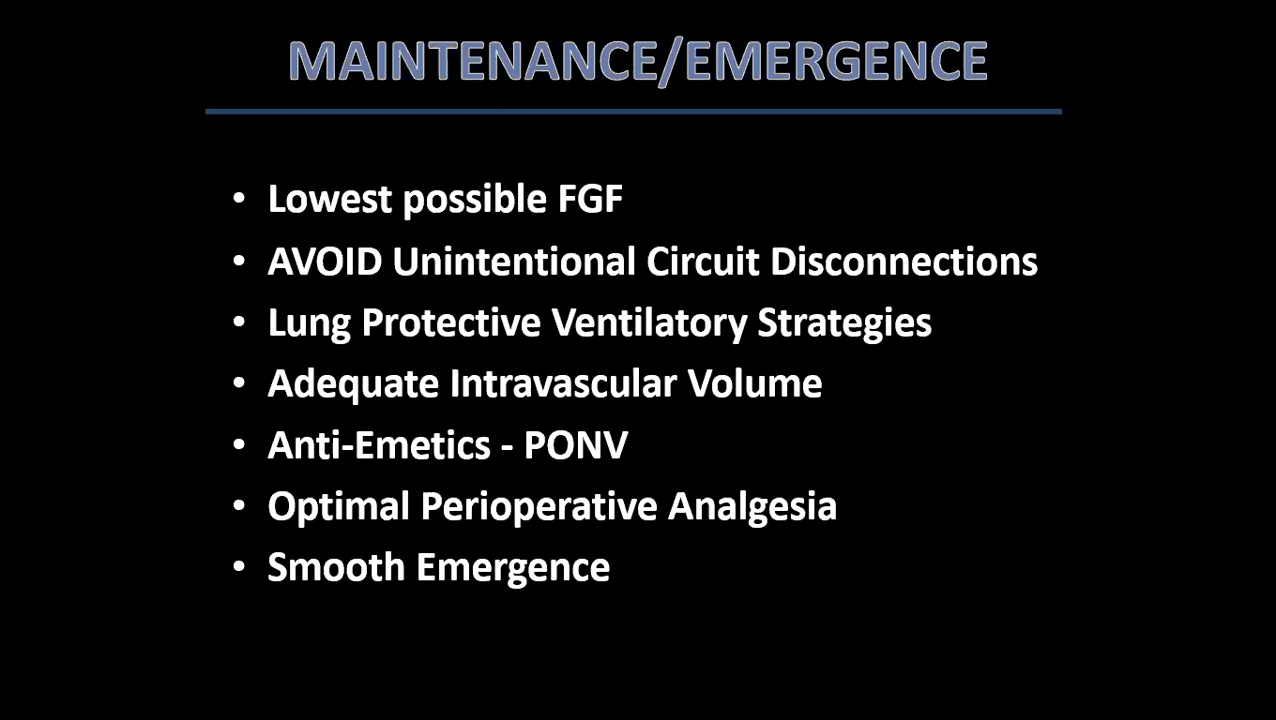 MAINTENANCE/EMERGENCE
• Lowest possible FGF
• AVOID Unintentional Circuit Disconnections
• Lung Protective Ventilatory Strategies
• Adequate Intravascular Volume
• Anti-Emetics - PONV
• Optimal Perioperative Analgesia
• Smooth Emergence